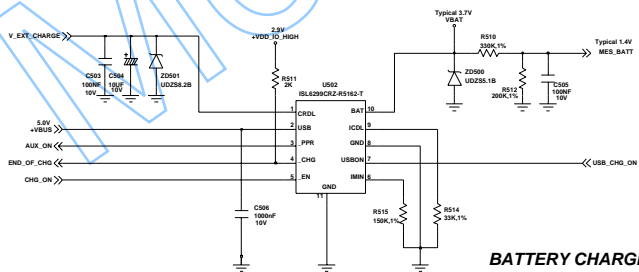 Typical 3.7V
VBAT
V_EXT_CHARGE
2.9V
+VDD_IO_HIGH
R510
330K,1%
Typical 1.4V
MES_BATT
C503
100NF
10V
C504
10UF
10V
ZD501
UDZS8.2B
R511
2K
U502
ISL6299CRZ-R5162-T
ZD500
UDZS5.1B
R512
200K,1%
C505
100NF
10V
1
CRDL
BAT
10
5.0V
+VBUS
2
USB
ICDL
9
AUX_ON
3
_PPR
GND
8
END_OF_CHG
4
_CHG
USBON
7
USB_CHG_ON
CHG_ON
5
_EN
IMIN
6
GND
11
C506
1000nF
10V
R515
150K,1%
R514
33K,1%
BATTERY CHARGE